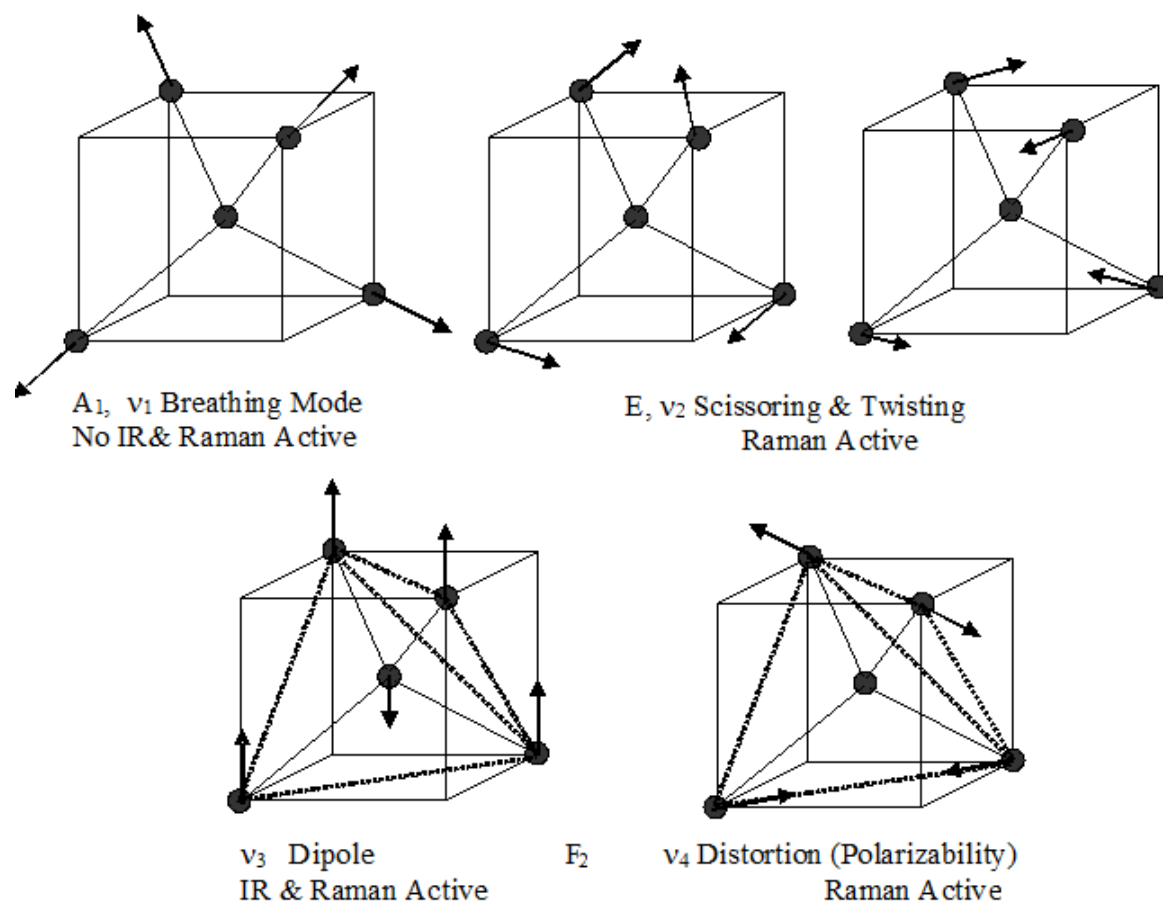 A₁, ν₁ Breathing Mode
No IR& Raman Active
E, ν₂ Scissoring & Twisting
Raman Active
ν₃ Dipole F₂ ν₄ Distortion (Polarizability)
IR & Raman Active Raman Active